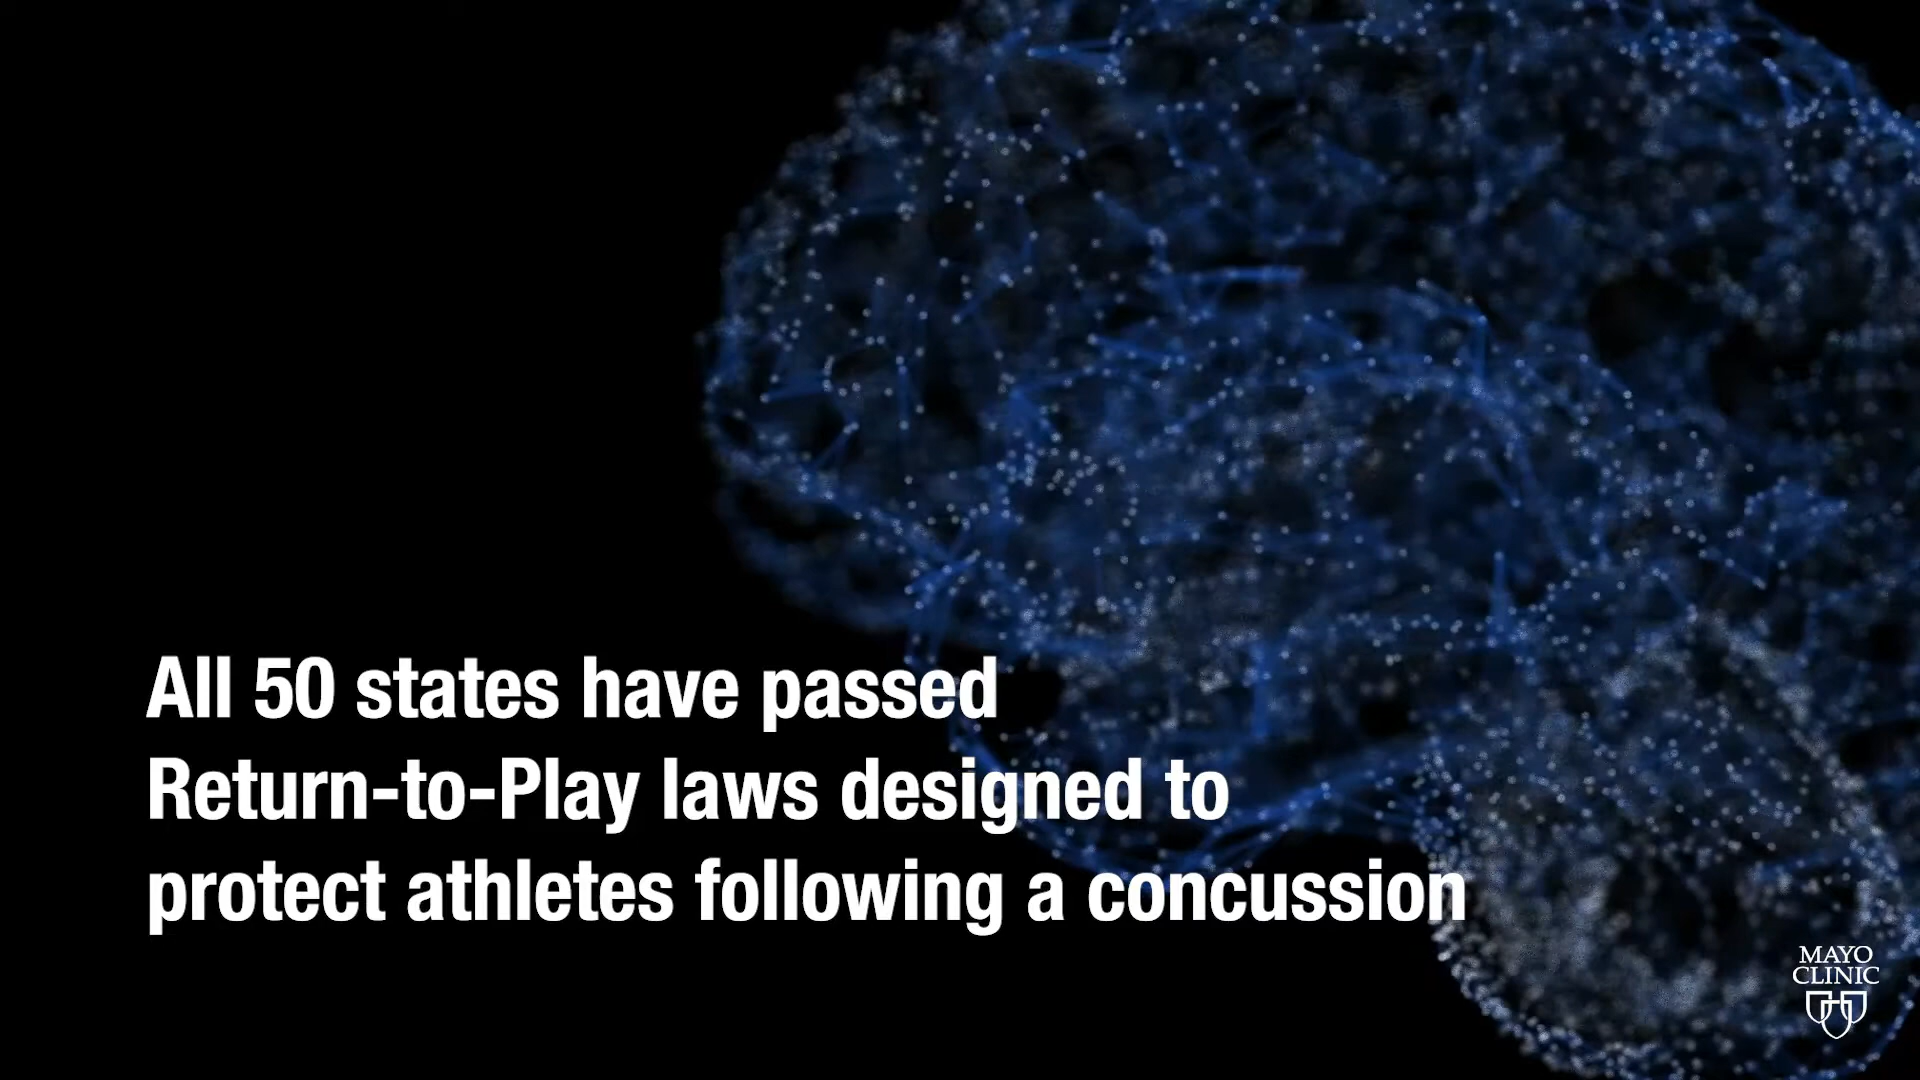 All 50 states have passed
Return-to-Play laws designed to
protect athletes following a concussion
MAYO
CLINIC